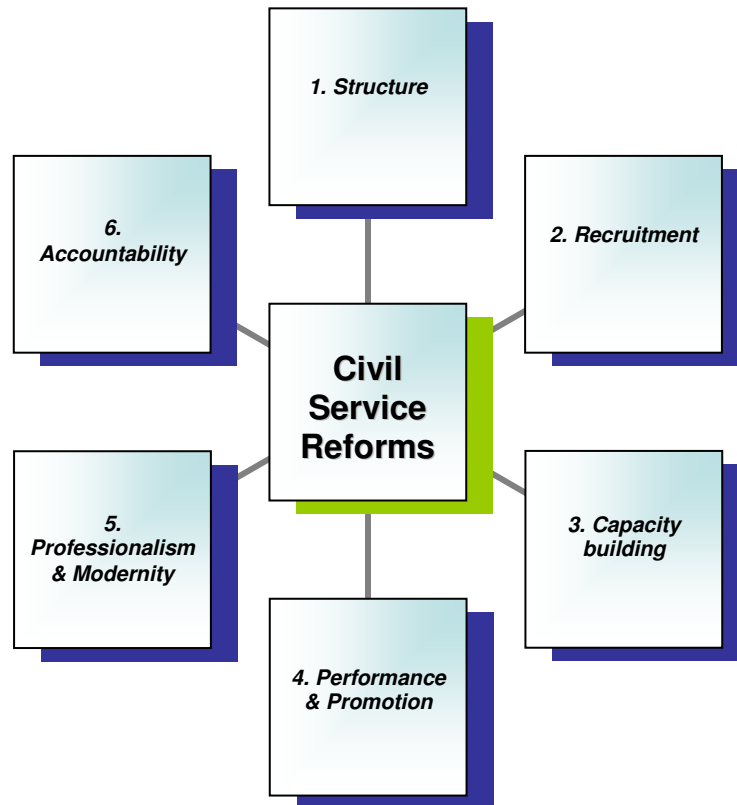 1. Structure
2. Recruitment
3. Capacity
building
4. Performance
& Promotion
5.
Professionalism
& Modernity
6.
Accountability
Civil
Service
Reforms